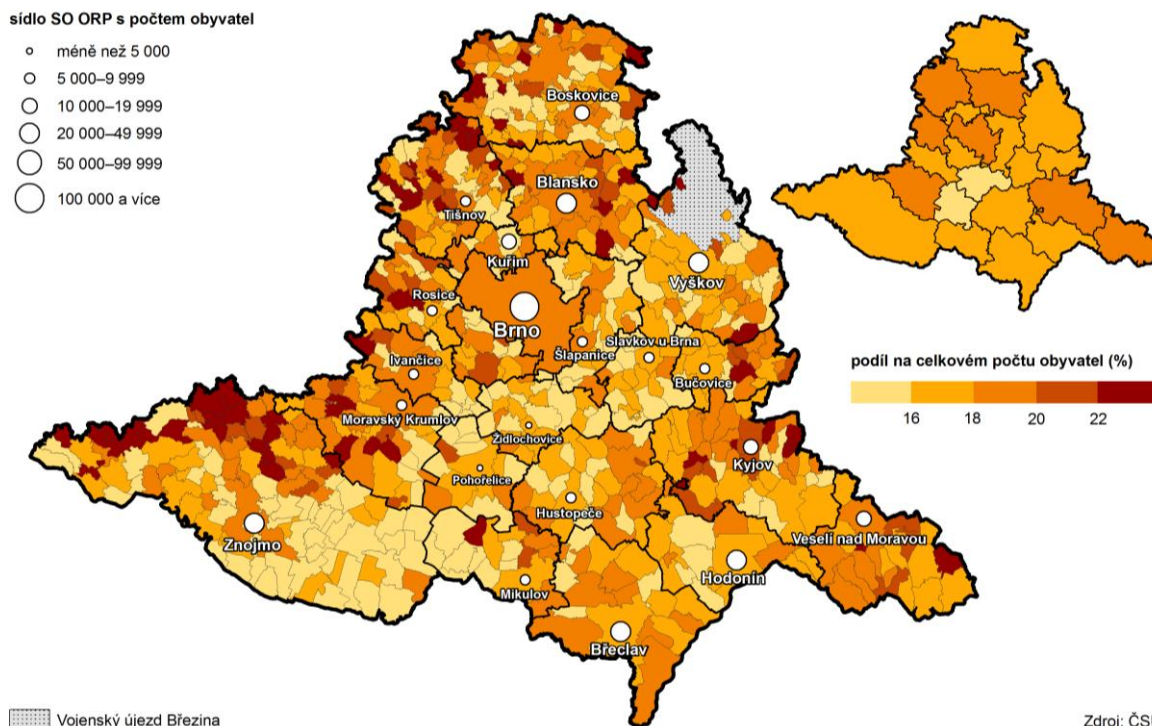 sídlo SO ORP s počtem obyvatel
méně než 5 000
5 000–9 999
10 000–19 999
20 000–49 999
50 000–99 999
100 000 a více
Boskovice
Blansko
Tišnov
Kuřim
Vyškov
Rosice
Brno
Slavkov u Brna
Šlapanice
Ivančice
Bučovice
podíl na celkovém počtu obyvatel (%)
16 18 20 22
Moravský Krumlov
Židlochovice
Kyjov
Pohořelice
Hustopeče
Znojmo
Veselí nad Moravou
Hodonín
Mikulov
Břeclav
Vojenský újezd Březina
Zdroj: